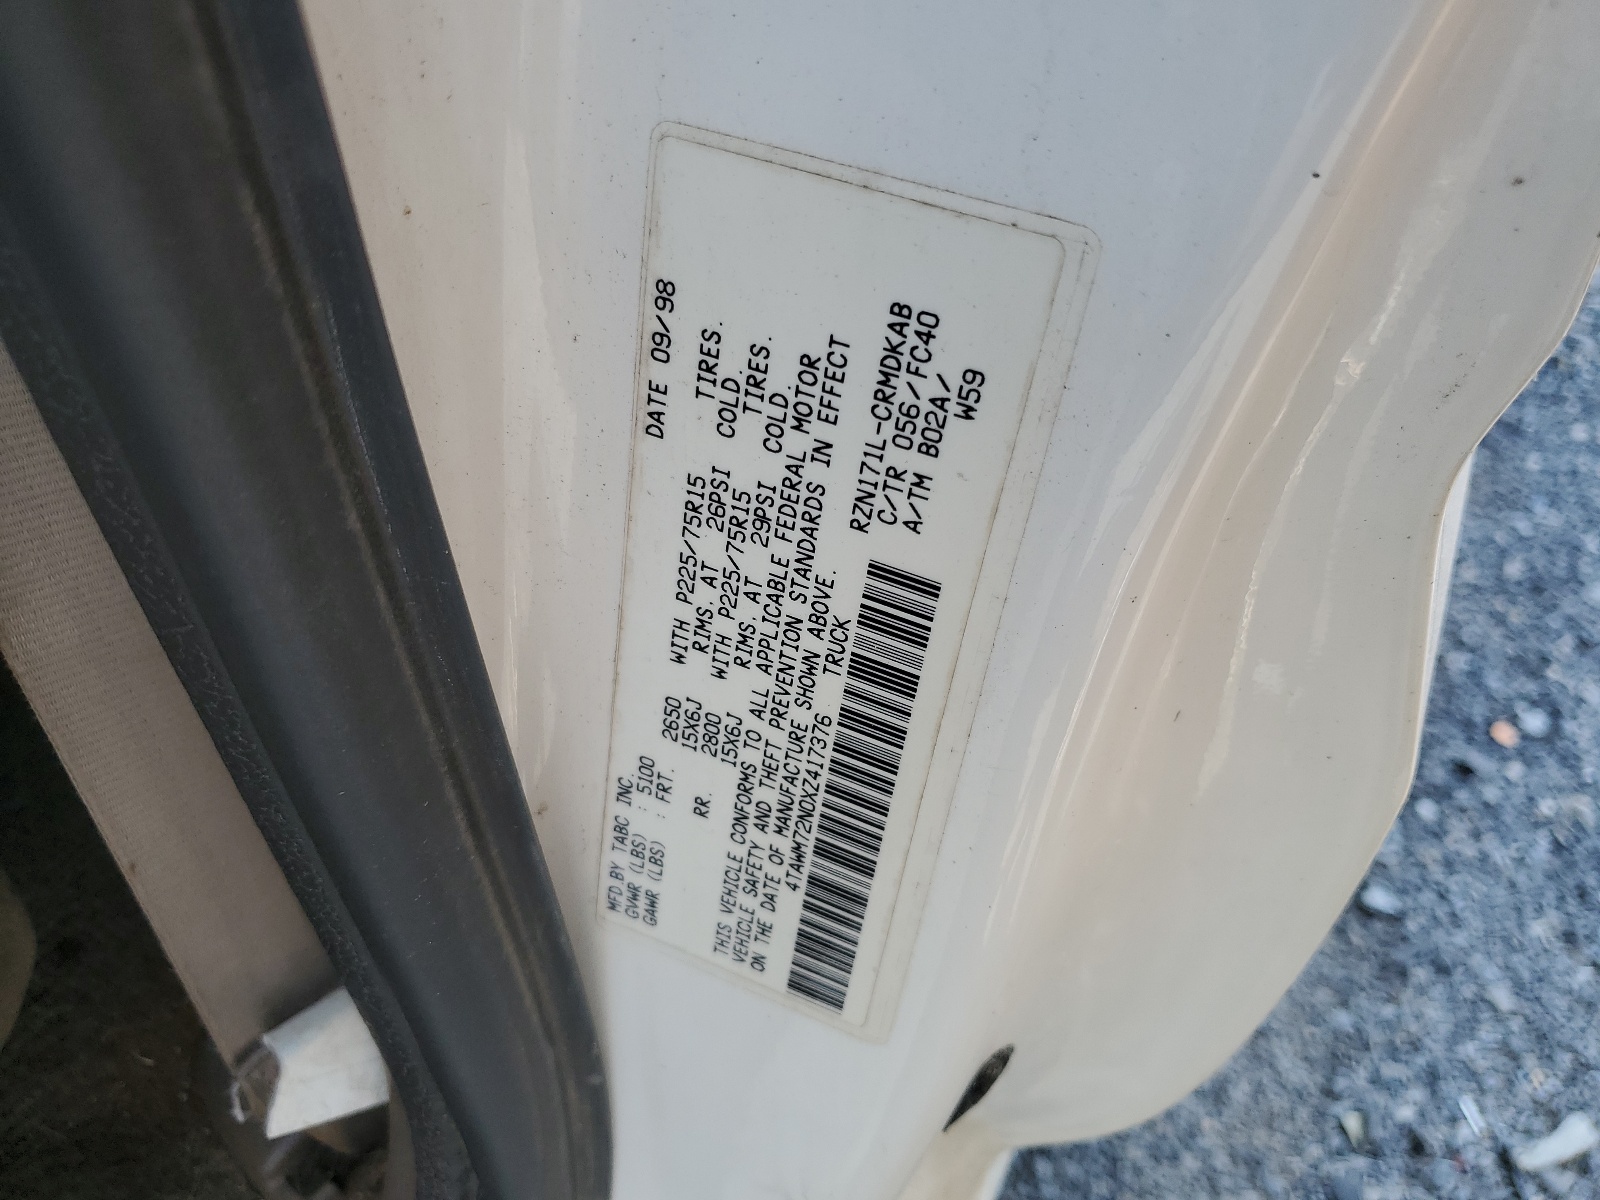 MFD.BY TABC INC. DATE 09/98
GVWR (LBS) : 5100
GAWR (LBS) : FRT. 2650 WITH P225/75R15 TIRES.
15X6J RIMS. AT 26PSI COLD.
RR. 2800 WITH P225/75R15 TIRES.
15X6J RIMS. AT 29PSI COLD.
THIS VEHICLE CONFORMS TO ALL APPLICABLE FEDERAL MOTOR
VEHICLE SAFETY AND THEFT PREVENTION STANDARDS IN EFFECT
ON THE DATE OF MANUFACTURE SHOWN ABOVE.
4TAWM72N0XZ417376 TRUCK
RZN171L-CRMDKAB
C/TR 056/FC40
A/TM B02A/
W59